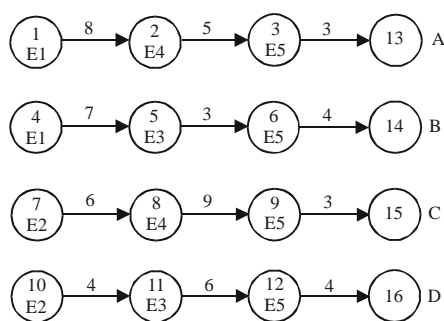 1 8 2 5 3 3 13 A
E1 E4 E5
4 7 5 3 6 4 14 B
E1 E3 E5
7 6 8 9 9 3 15 C
E2 E4 E5
10 4 11 6 12 4 16 D
E2 E3 E5